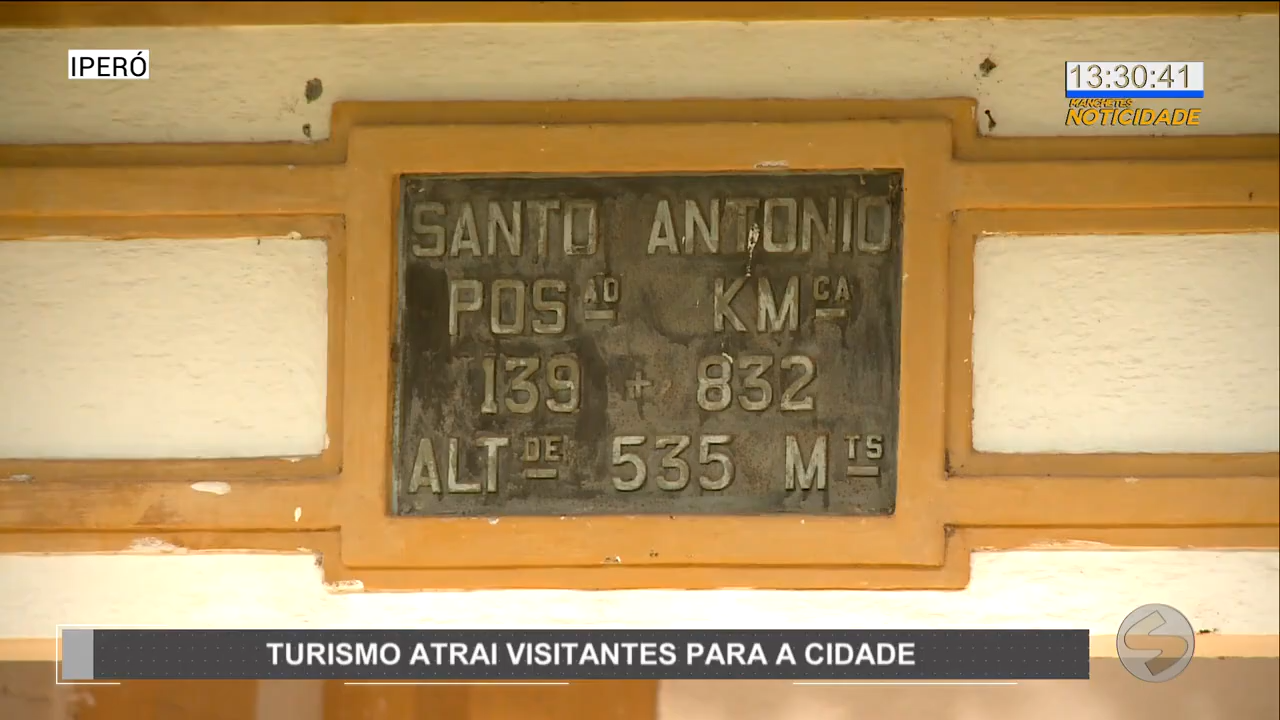 IPERÓ
13:30:41
MANCHETES
NOTICIDADE
SANTO ANTONIO
POSÃO KMCA
139 + 832
ALTDE 535 MTS
TURISMO ATRAI VISITANTES PARA A CIDADE